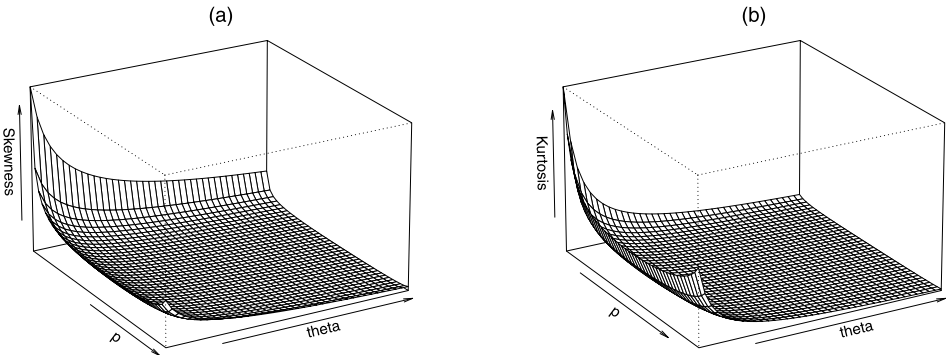 (a)
Skewness
p
theta
(b)
Kurtosis
p
theta